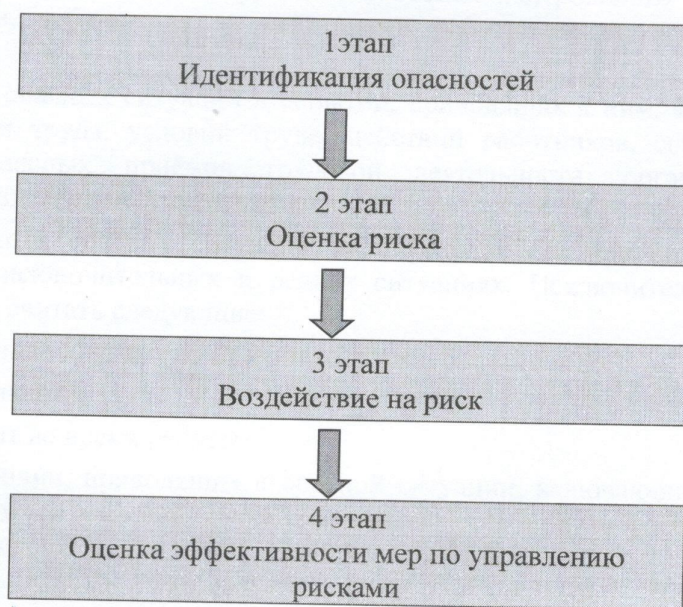 1этап
Идентификация опасностей
2 этап
Оценка риска
3 этап
Воздействие на риск
4 этап
Оценка эффективности мер по управлению
рисками